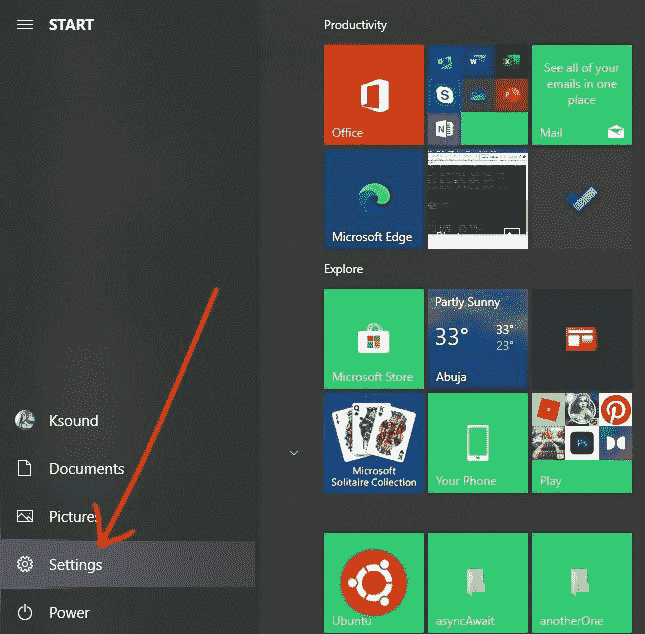 START
Ksound
Documents
Pictures
Settings
Power
Productivity
Office
See all of your
emails in one
place
Mail
Microsoft Edge
Explore
Microsoft Store
Partly Sunny
33°
33°
23°
Abuja
Microsoft
Solitaire Collection
Your Phone
Play
Ubuntu
asyncAwait
anotherOne